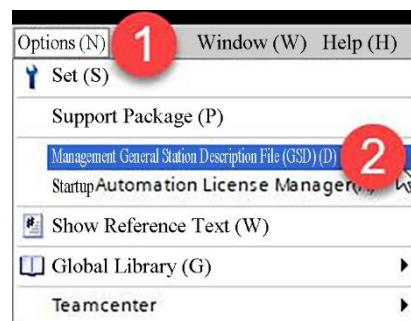 Options (N) 1 Window (W) Help (H)
Set (S)
Support Package (P)
Management General Station Description File (GSD) (D) 2
Startup Automation License Manager(
Show Reference Text (W)
Global Library (G)
Teamcenter